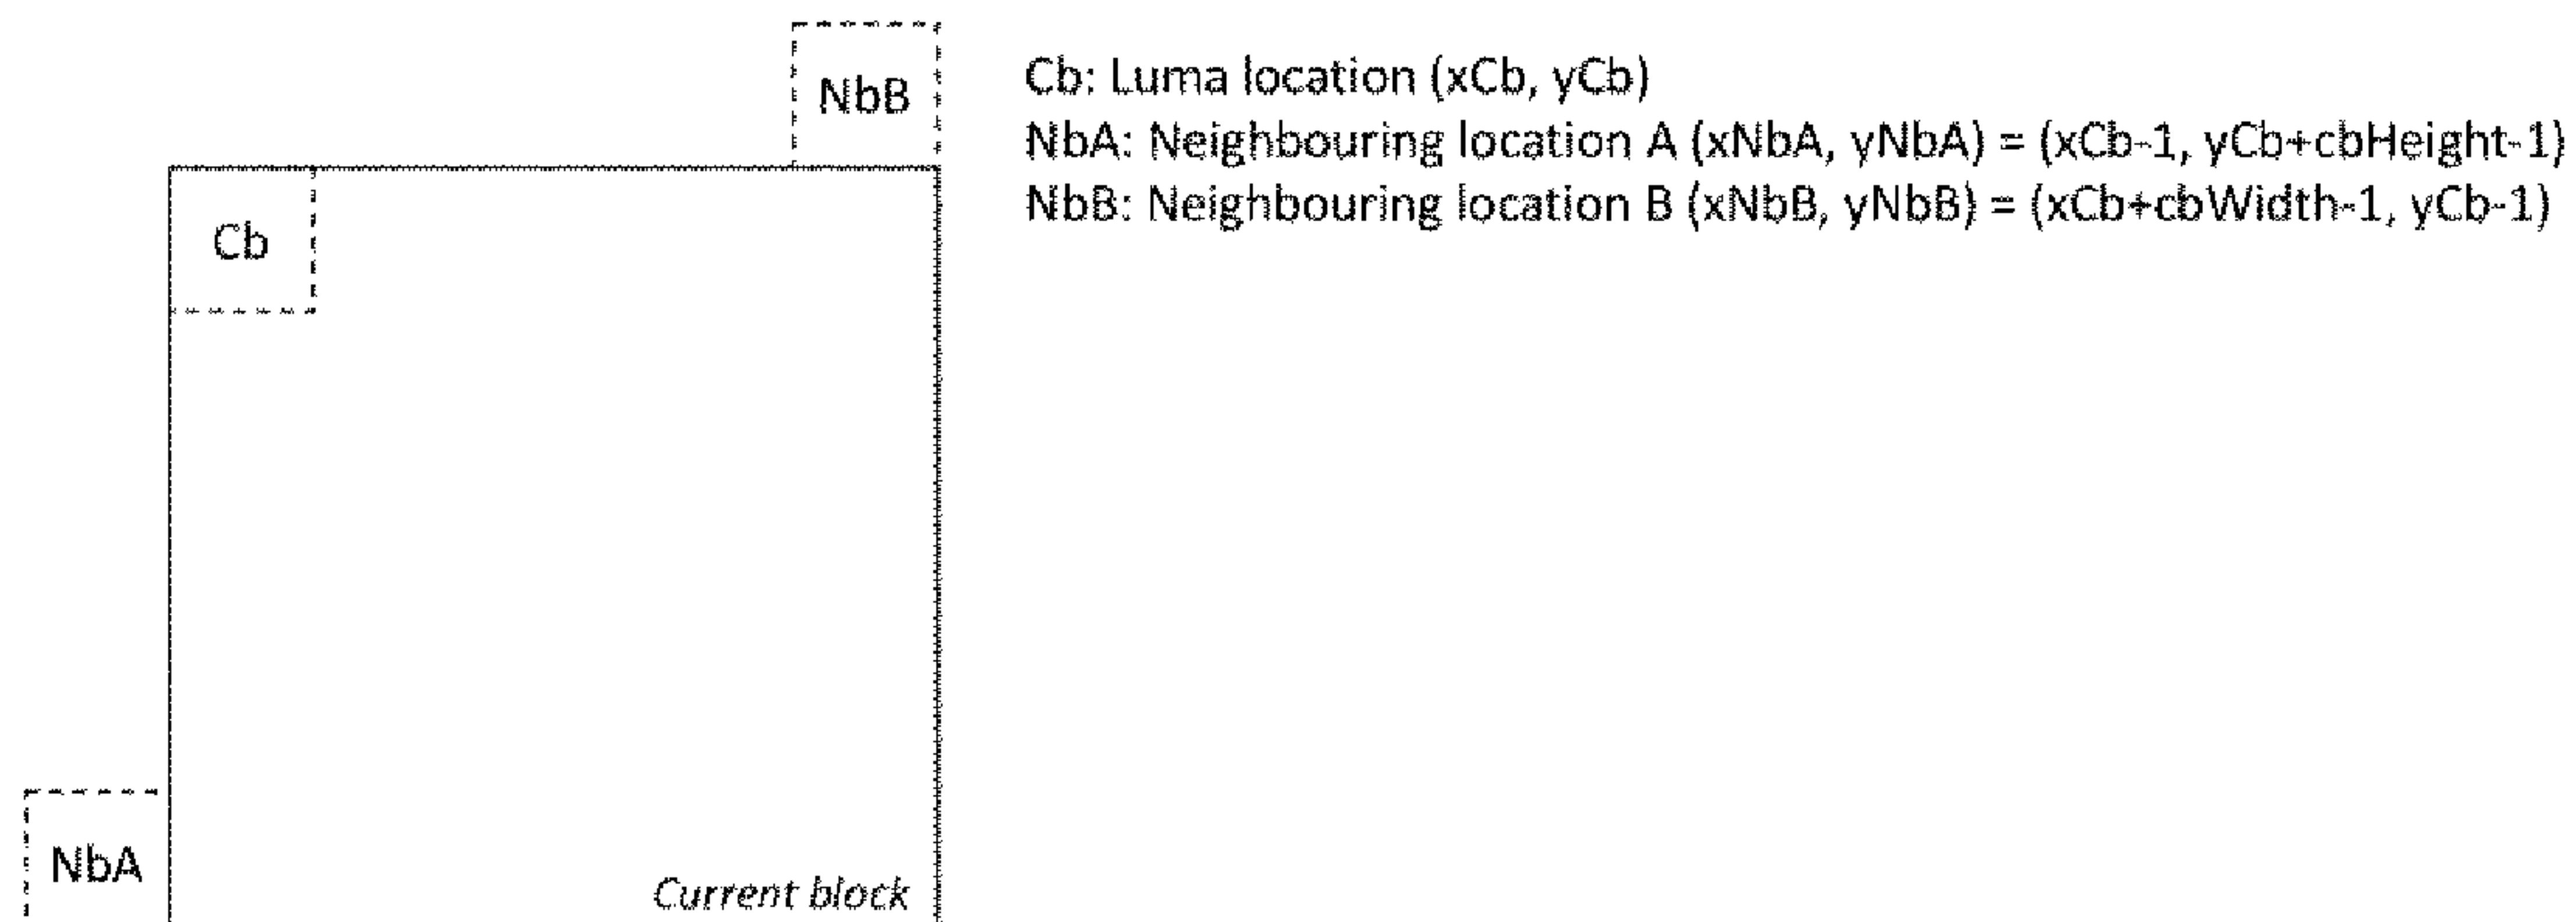 NbB
Cb: Luma location (xCb, yCb)
NbA: Neighbouring location A (xNbA, yNbA) = (xCb-1, yCb+cbHeight-1)
NbB: Neighbouring location B (xNbB, yNbB) = (xCb+cbWidth-1, yCb-1)
Cb
NbA
Current block